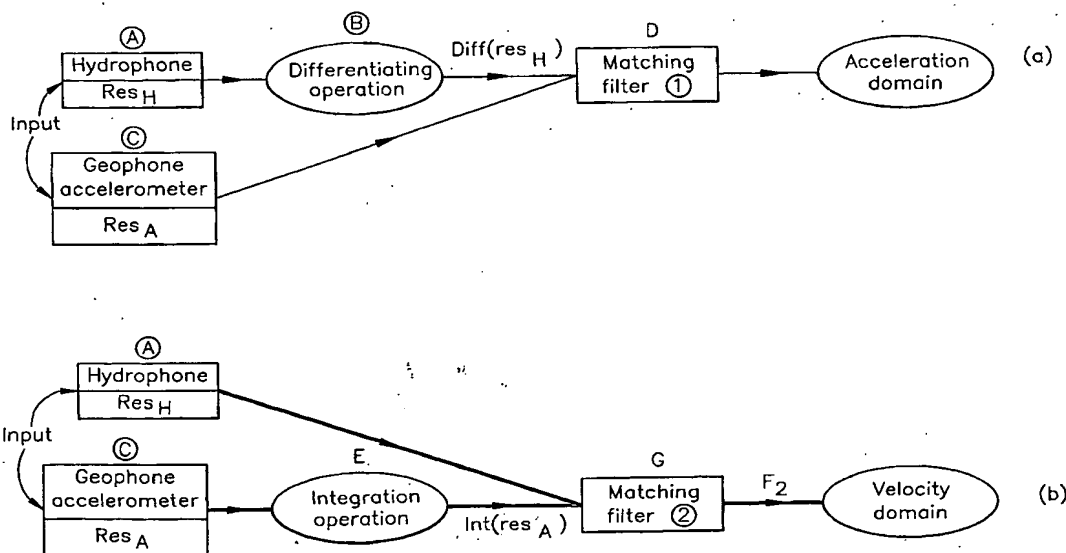 Ⓐ
Ⓑ
Hydrophone
Res H
Differentiating
operation
Diff(res H)
D
Matching
filter ①
Acceleration
domain
(a)
Input
Ⓒ
Geophone
accelerometer
Res A
Ⓐ
Hydrophone
Res H
Input
Ⓒ
Geophone
accelerometer
Res A
E
Integration
operation
Int(res A)
G
Matching
filter ②
F2
Velocity
domain
(b)